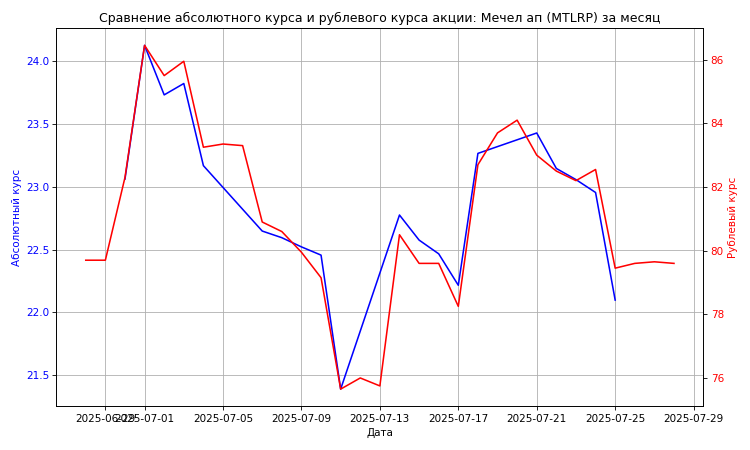 Сравнение абсолютного курса и рублевого курса акции: Мечел ап (MTLRP) за месяц
Абсолютный курс
24.0
23.5
23.0
22.5
22.0
21.5
86
84
82
80
78
76
Рублевый курс
2025-06-29 2025-07-01 2025-07-05 2025-07-09 2025-07-13 2025-07-17 2025-07-21 2025-07-25 2025-07-29
Дата